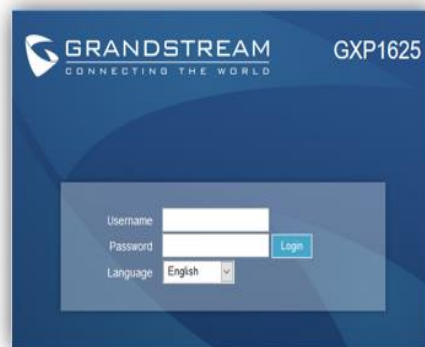 GRANDSTREAM
CONNECTING THE WORLD
GXP1625
Username
Password
Login
Language
English